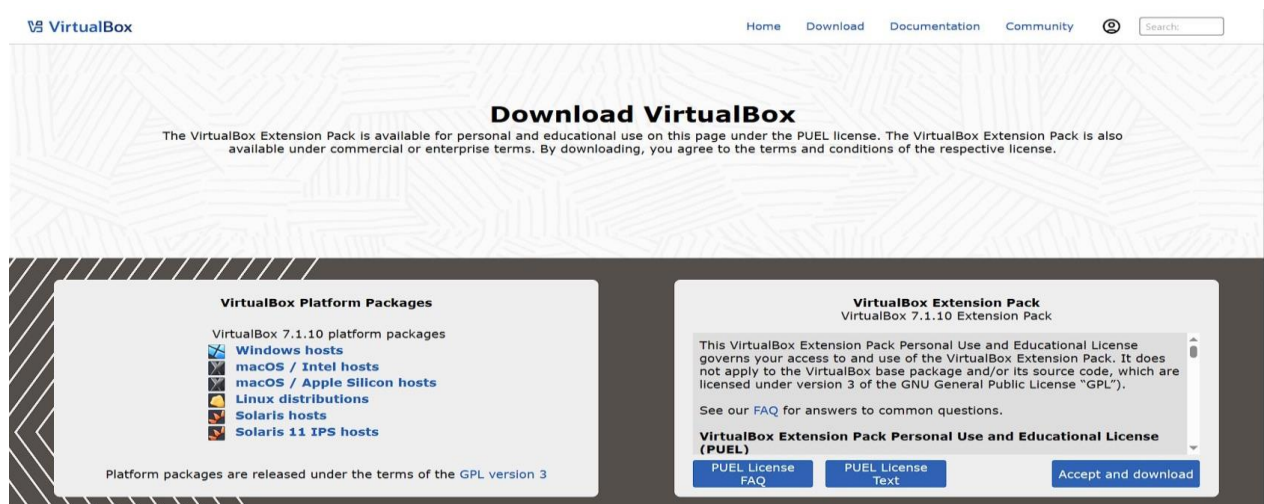 VirtualBox
Home Download Documentation Community Search:
Download VirtualBox
The VirtualBox Extension Pack is available for personal and educational use on this page under the PUEL license. The VirtualBox Extension Pack is also
available under commercial or enterprise terms. By downloading, you agree to the terms and conditions of the respective license.
VirtualBox Platform Packages
VirtualBox 7.1.10 platform packages
Windows hosts
macOS / Intel hosts
macOS / Apple Silicon hosts
Linux distributions
Solaris hosts
Solaris 11 IPS hosts
Platform packages are released under the terms of the GPL version 3
VirtualBox Extension Pack
VirtualBox 7.1.10 Extension Pack
This VirtualBox Extension Pack Personal Use and Educational License
governs your access to and use of the VirtualBox Extension Pack. It does
not apply to the VirtualBox base package and/or its source code, which are
licensed under version 3 of the GNU General Public License “GPL”).
See our FAQ for answers to common questions.
VirtualBox Extension Pack Personal Use and Educational License
(PUEL)
PUEL License
FAQ
PUEL License
Text
Accept and download